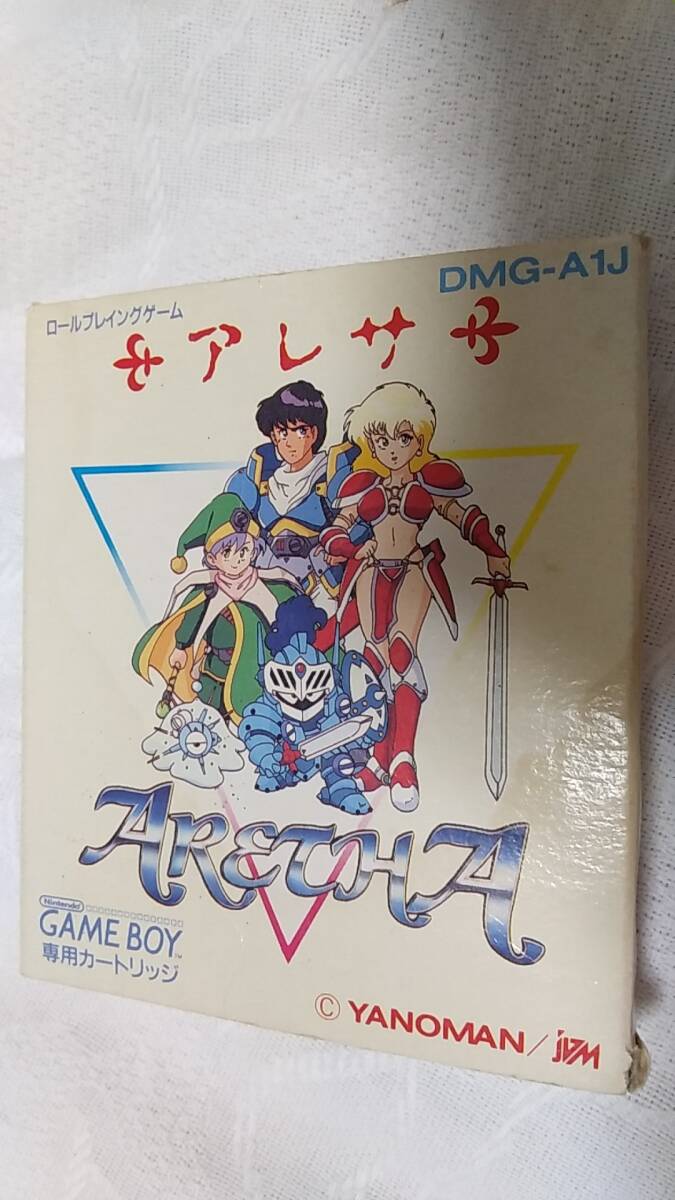 DMG-A1J
ロールプレイングゲーム
アレサ
ARETHA
Nintendo
GAME BOY™
専用カートリッジ
© YANOMAN/jVM